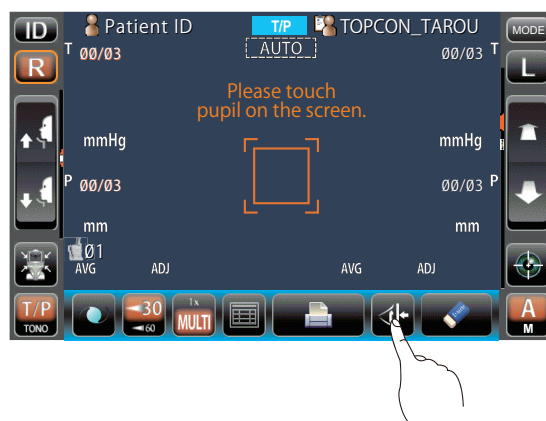 ID
Patient ID
T/P
TOPCON_TAROU
MODE
R
T 00/03
AUTO
00/03 T
L
Please touch
pupil on the screen.
mmHg
mmHg
P 00/03
00/03 P
mm
mm
01
AVG
ADJ
AVG
ADJ
T/P
TONO
30
60
1x
MULTI
A
M